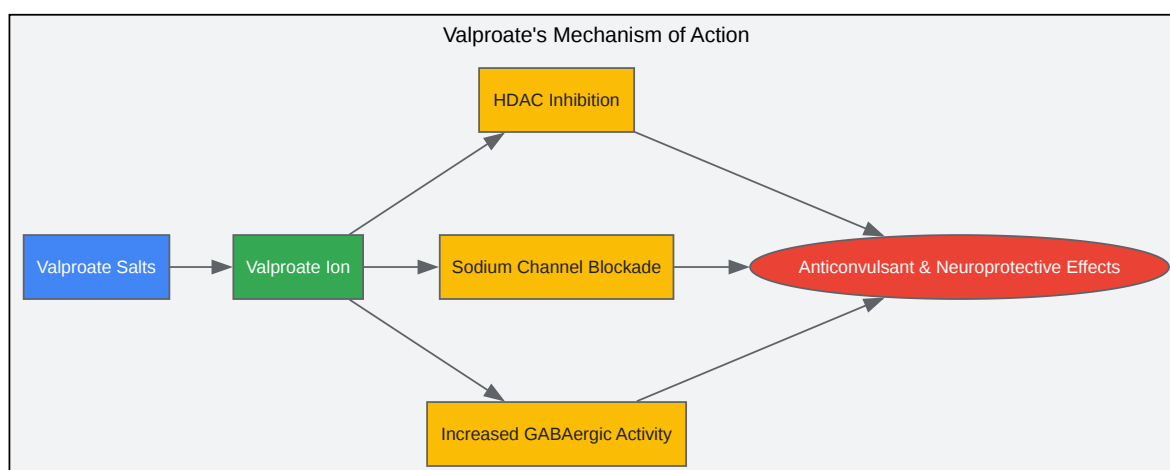 Valproate's Mechanism of Action
HDAC Inhibition
Valproate Salts
Valproate Ion
Sodium Channel Blockade
Anticonvulsant & Neuroprotective Effects
Increased GABAergic Activity